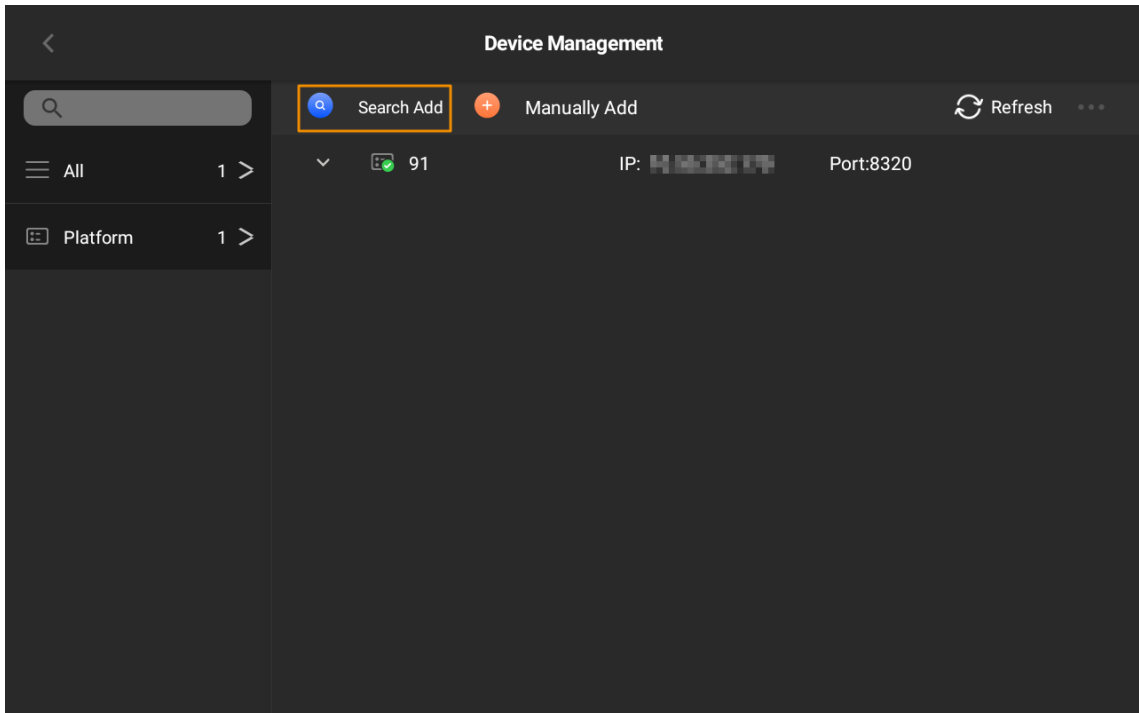 Device Management
Search Add
Manually Add
Refresh
All 1
Platform 1
91 IP: Port:8320